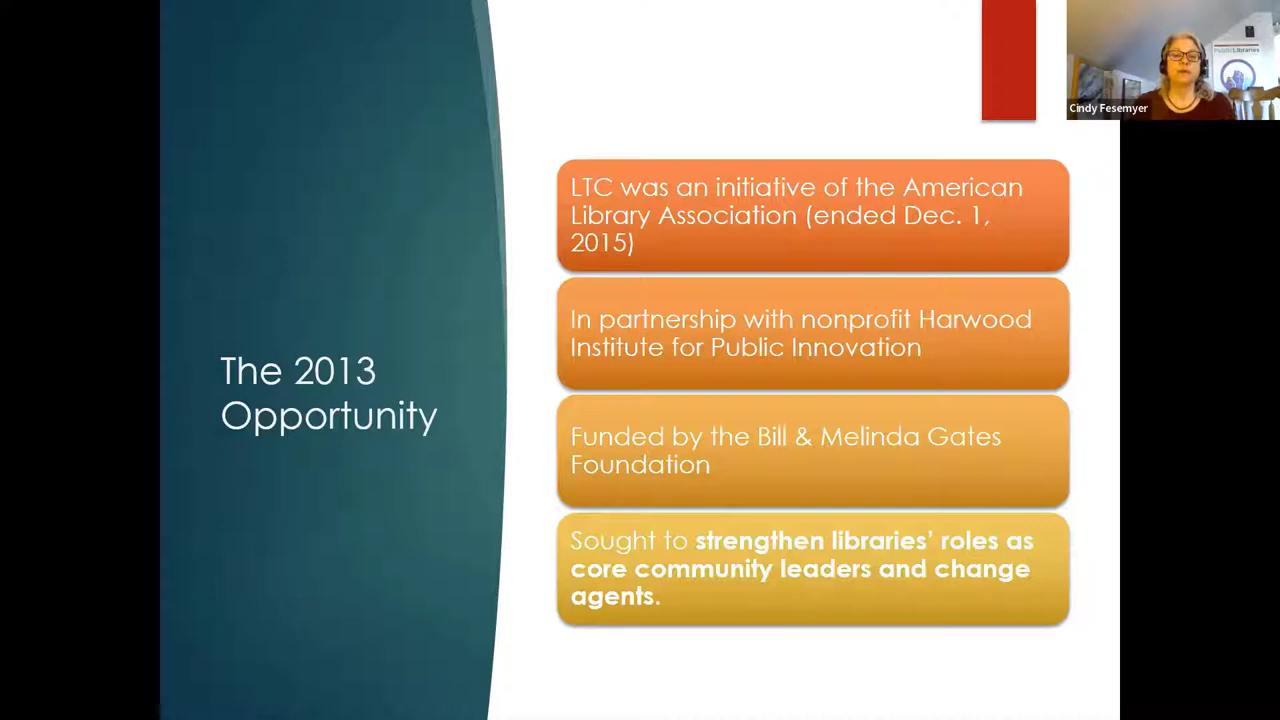 Public Libraries
Cindy Fesemyer
The 2013
Opportunity
LTC was an initiative of the American
Library Association (ended Dec. 1,
2015)
In partnership with nonprofit Harwood
Institute for Public Innovation
Funded by the Bill & Melinda Gates
Foundation
Sought to strengthen libraries’ roles as
core community leaders and change
agents.